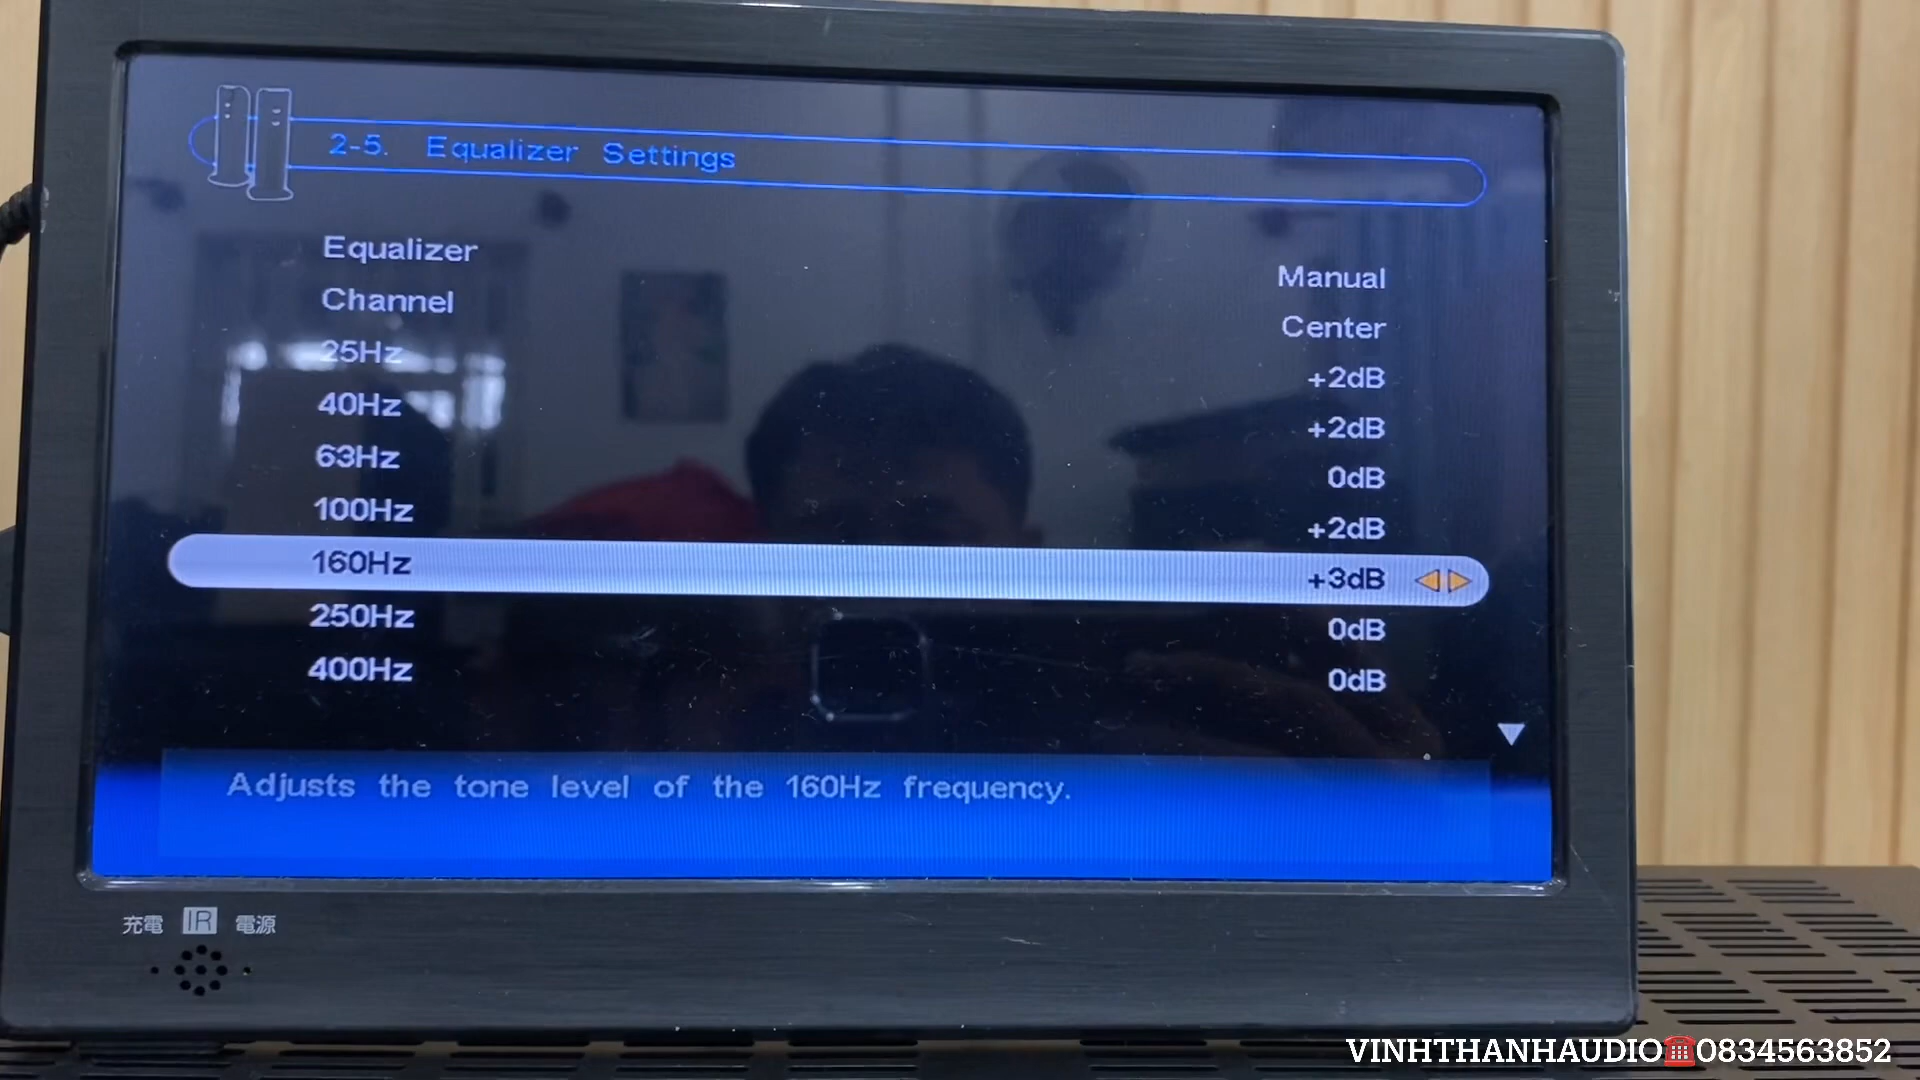 2-5. Equalizer Settings
Equalizer Manual
Channel Center
25Hz +2dB
40Hz +2dB
63Hz 0dB
100Hz +2dB
160Hz +3dB
250Hz 0dB
400Hz 0dB
Adjusts the tone level of the 160Hz frequency.
充電 IR 電源
VINHTHANHAUDIO☎0834563852